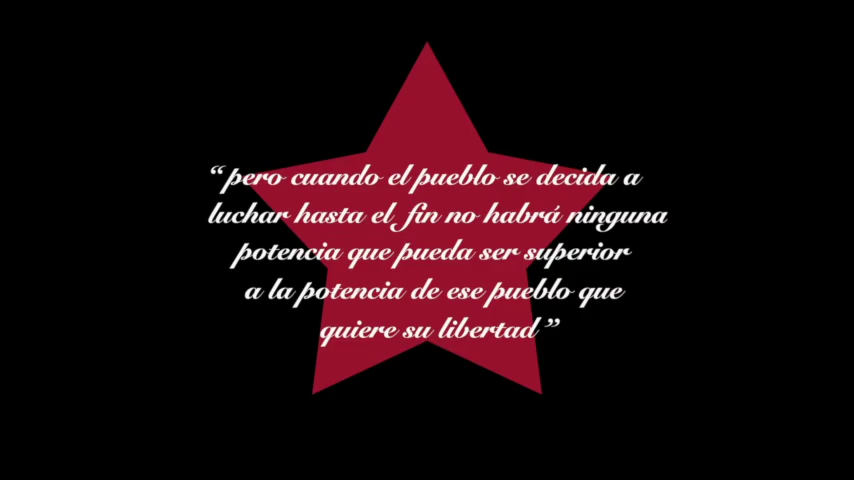 “pero cuando el pueblo se decida a
luchar hasta el fin no habrá ninguna
potencia que pueda ser superior
a la potencia de ese pueblo que
quiere su libertad”